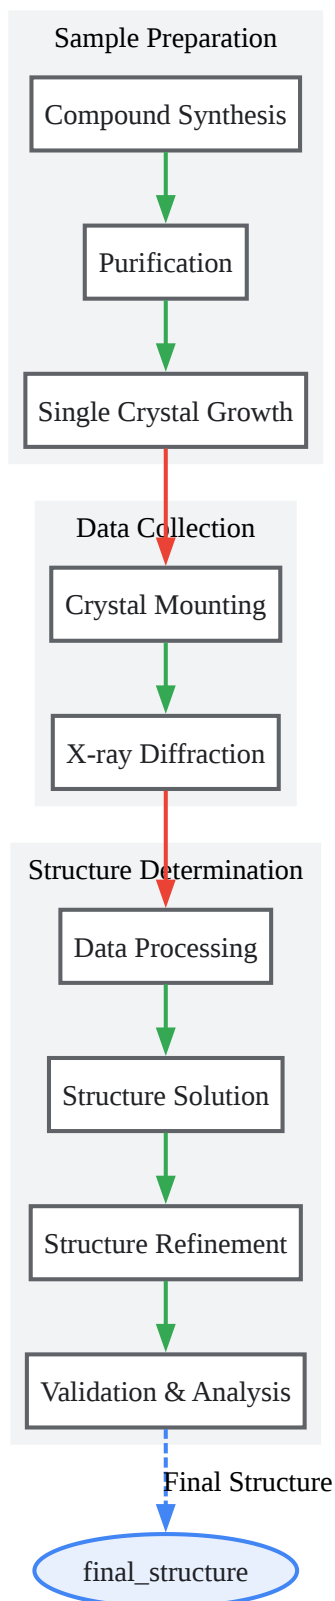 Sample Preparation
Compound Synthesis
Purification
Single Crystal Growth
Data Collection
Crystal Mounting
X-ray Diffraction
Structure Determination
Data Processing
Structure Solution
Structure Refinement
Validation & Analysis
Final Structure
final_structure